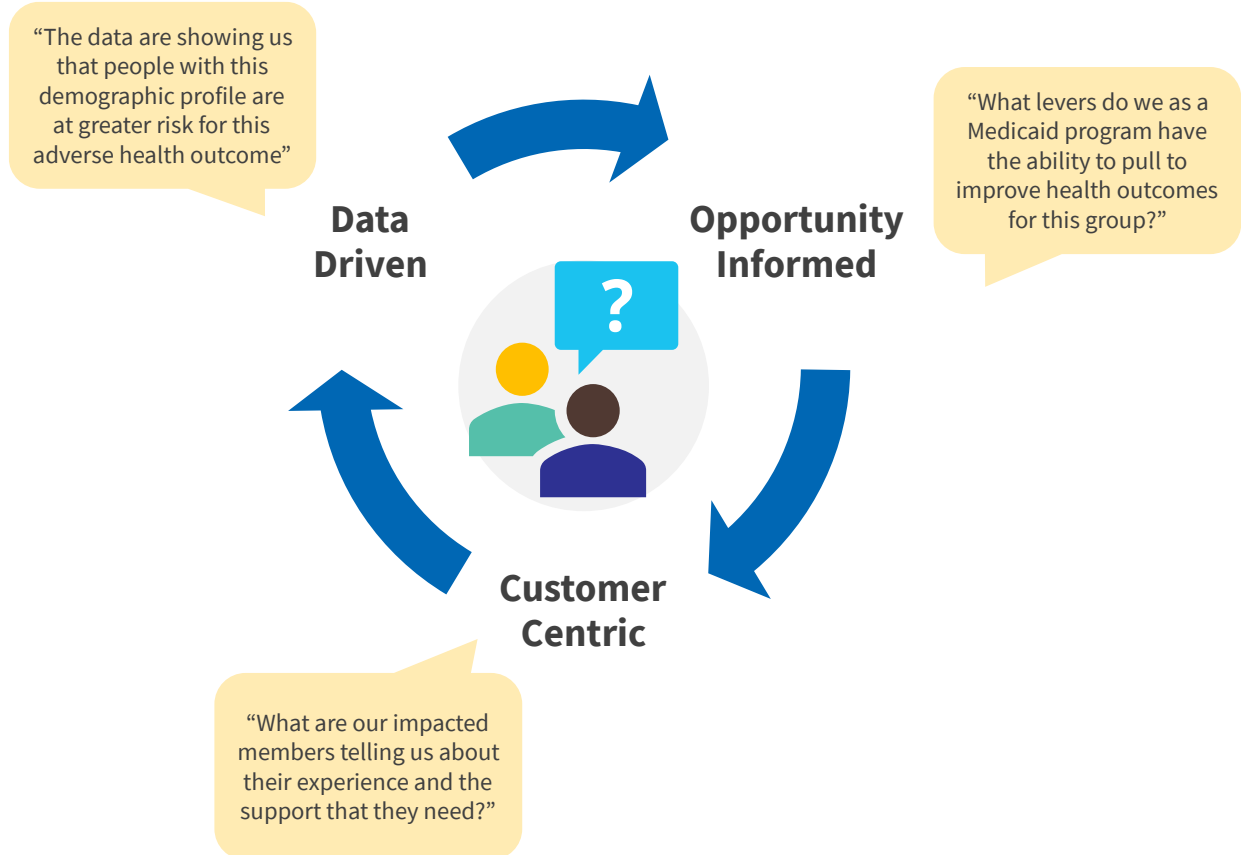 “The data are showing us
that people with this
demographic profile are
at greater risk for this
adverse health outcome”
“What levers do we as a
Medicaid program have
the ability to pull to
improve health outcomes
for this group?”
Data
Driven
Opportunity
Informed
?
Customer
Centric
“What are our impacted
members telling us about
their experience and the
support that they need?”